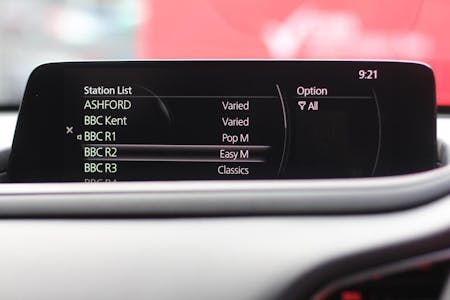 9:21
Station List Option
ASHFORD Varied All
BBC Kent Varied
BBC R1 Pop M
BBC R2 Easy M
BBC R3 Classics